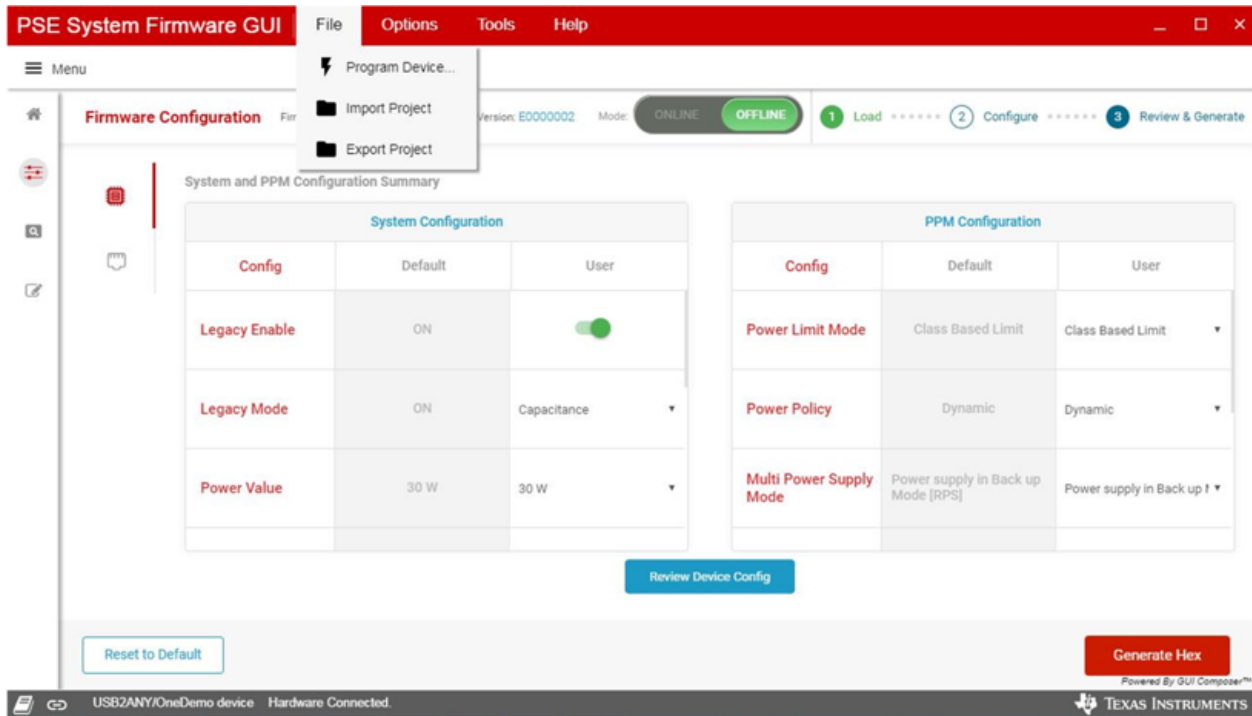 PSE System Firmware GUI File Options Tools Help
Menu
Program Device...
Import Project
Export Project
Firmware Configuration Version: E0000002 Mode: ONLINE OFFLINE 1 Load 2 Configure 3 Review & Generate
System and PPM Configuration Summary
System Configuration
Config Default User
Legacy Enable ON
Legacy Mode ON Capacitance
Power Value 30 W 30 W
PPM Configuration
Config Default User
Power Limit Mode Class Based Limit Class Based Limit
Power Policy Dynamic Dynamic
Multi Power Supply Mode Power supply in Back up Mode [RPS] Power supply in Back up
Review Device Config
Reset to Default Generate Hex
Powered By GUI Composer™
USB2ANY/OneDemo device Hardware Connected. TEXAS INSTRUMENTS